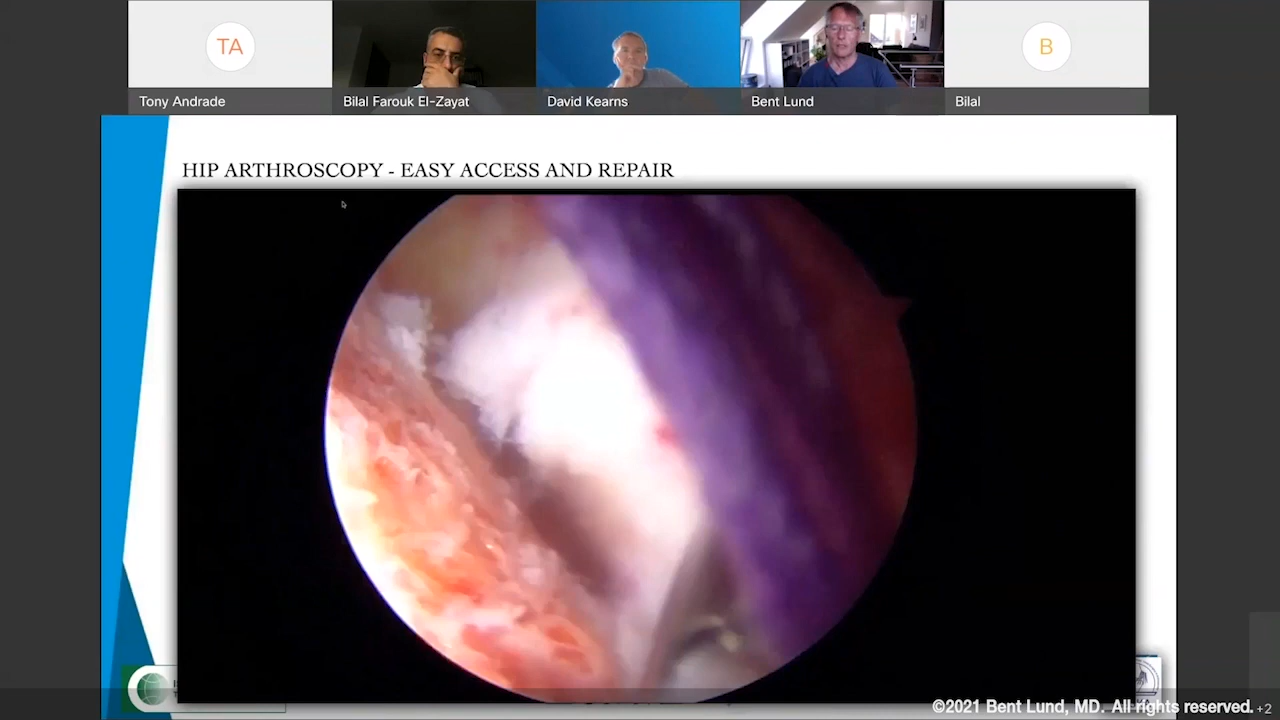 TA
B
Tony Andrade
Bilal Farouk El-Zayat
David Kearns
Bent Lund
Bilal
HIP ARTHROSCOPY - EASY ACCESS AND REPAIR
©2021 Bent Lund, MD. All rights reserved.
+2